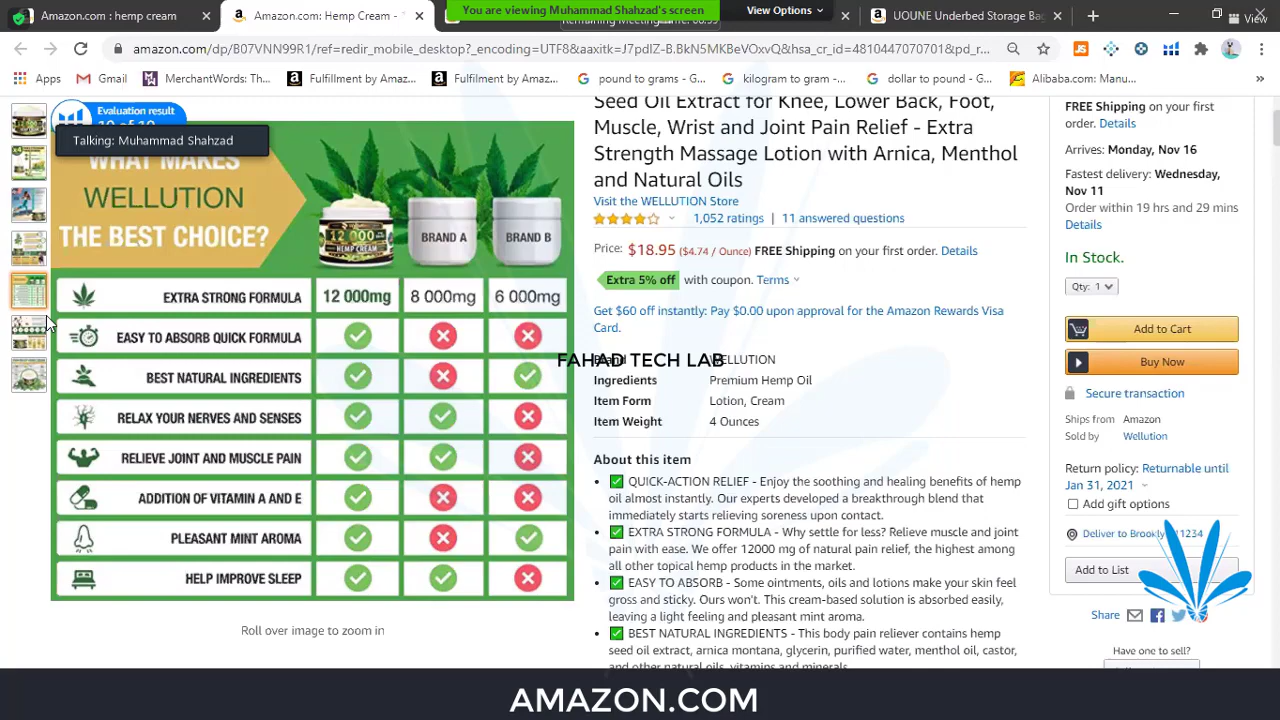 Amazon.com : hemp cream
Amazon.com: Hemp Cream -
You are viewing Muhammad Shahzad's screen
View Options
UOUNE Underbed Storage Bag
View
amazon.com/dp/B07VNN99R1/ref=redir_mobile_desktop?_encoding=UTF8&aaxitk=J7pdlZ-B.BkN5MKBeVOxvQ&hsa_cr_id=4810447070701&pd_r...
Apps
Gmail
MerchantWords: Th...
Fulfillment by Amaz...
Fulfilment by Amaz...
pound to grams - G...
kilogram to gram -...
dollar to pound - G...
Alibaba.com: Manu...
Evaluation result
Talking: Muhammad Shahzad
WHAT MAKES
WELLUTION
THE BEST CHOICE?
12 000mg
HEMP CREAM
BRAND A
BRAND B
EXTRA STRONG FORMULA 12 000mg 8 000mg 6 000mg
EASY TO ABSORB QUICK FORMULA
BEST NATURAL INGREDIENTS
RELAX YOUR NERVES AND SENSES
RELIEVE JOINT AND MUSCLE PAIN
ADDITION OF VITAMIN A AND E
PLEASANT MINT AROMA
HELP IMPROVE SLEEP
Roll over image to zoom in
Seed Oil Extract for Knee, Lower Back, Foot,
Muscle, Wrist and Joint Pain Relief - Extra
Strength Massage Lotion with Arnica, Menthol
and Natural Oils
Visit the WELLUTION Store
1,052 ratings | 11 answered questions
Price: $18.95 ($4.74 / Ounce) FREE Shipping on your first order. Details
Extra 5% off with coupon. Terms
Get $60 off instantly: Pay $0.00 upon approval for the Amazon Rewards Visa
Card.
FAHAD TECH LAB
WELLUTION
Ingredients Premium Hemp Oil
Item Form Lotion, Cream
Item Weight 4 Ounces
About this item
QUICK-ACTION RELIEF - Enjoy the soothing and healing benefits of hemp
oil almost instantly. Our experts developed a breakthrough blend that
immediately starts relieving soreness upon contact.
EXTRA STRONG FORMULA - Why settle for less? Relieve muscle and joint
pain with ease. We offer 12000 mg of natural pain relief, the highest among
all other topical hemp products in the market.
EASY TO ABSORB - Some ointments, oils and lotions make your skin feel
gross and sticky. Ours won't. This cream-based solution is absorbed easily,
leaving a light feeling and pleasant mint aroma.
BEST NATURAL INGREDIENTS - This body pain reliever contains hemp
seed oil extract, arnica montana, glycerin, purified water, menthol oil, castor,
and other natural oils, vitamins and minerals.
FREE Shipping on your first
order. Details
Arrives: Monday, Nov 16
Fastest delivery: Wednesday,
Nov 11
Order within 19 hrs and 29 mins
Details
In Stock.
Qty: 1
Add to Cart
Buy Now
Secure transaction
Ships from Amazon
Sold by Wellution
Return policy: Returnable until
Jan 31, 2021
Add gift options
Deliver to Brookly 11234
Add to List
Share
Have one to sell?
AMAZON.COM